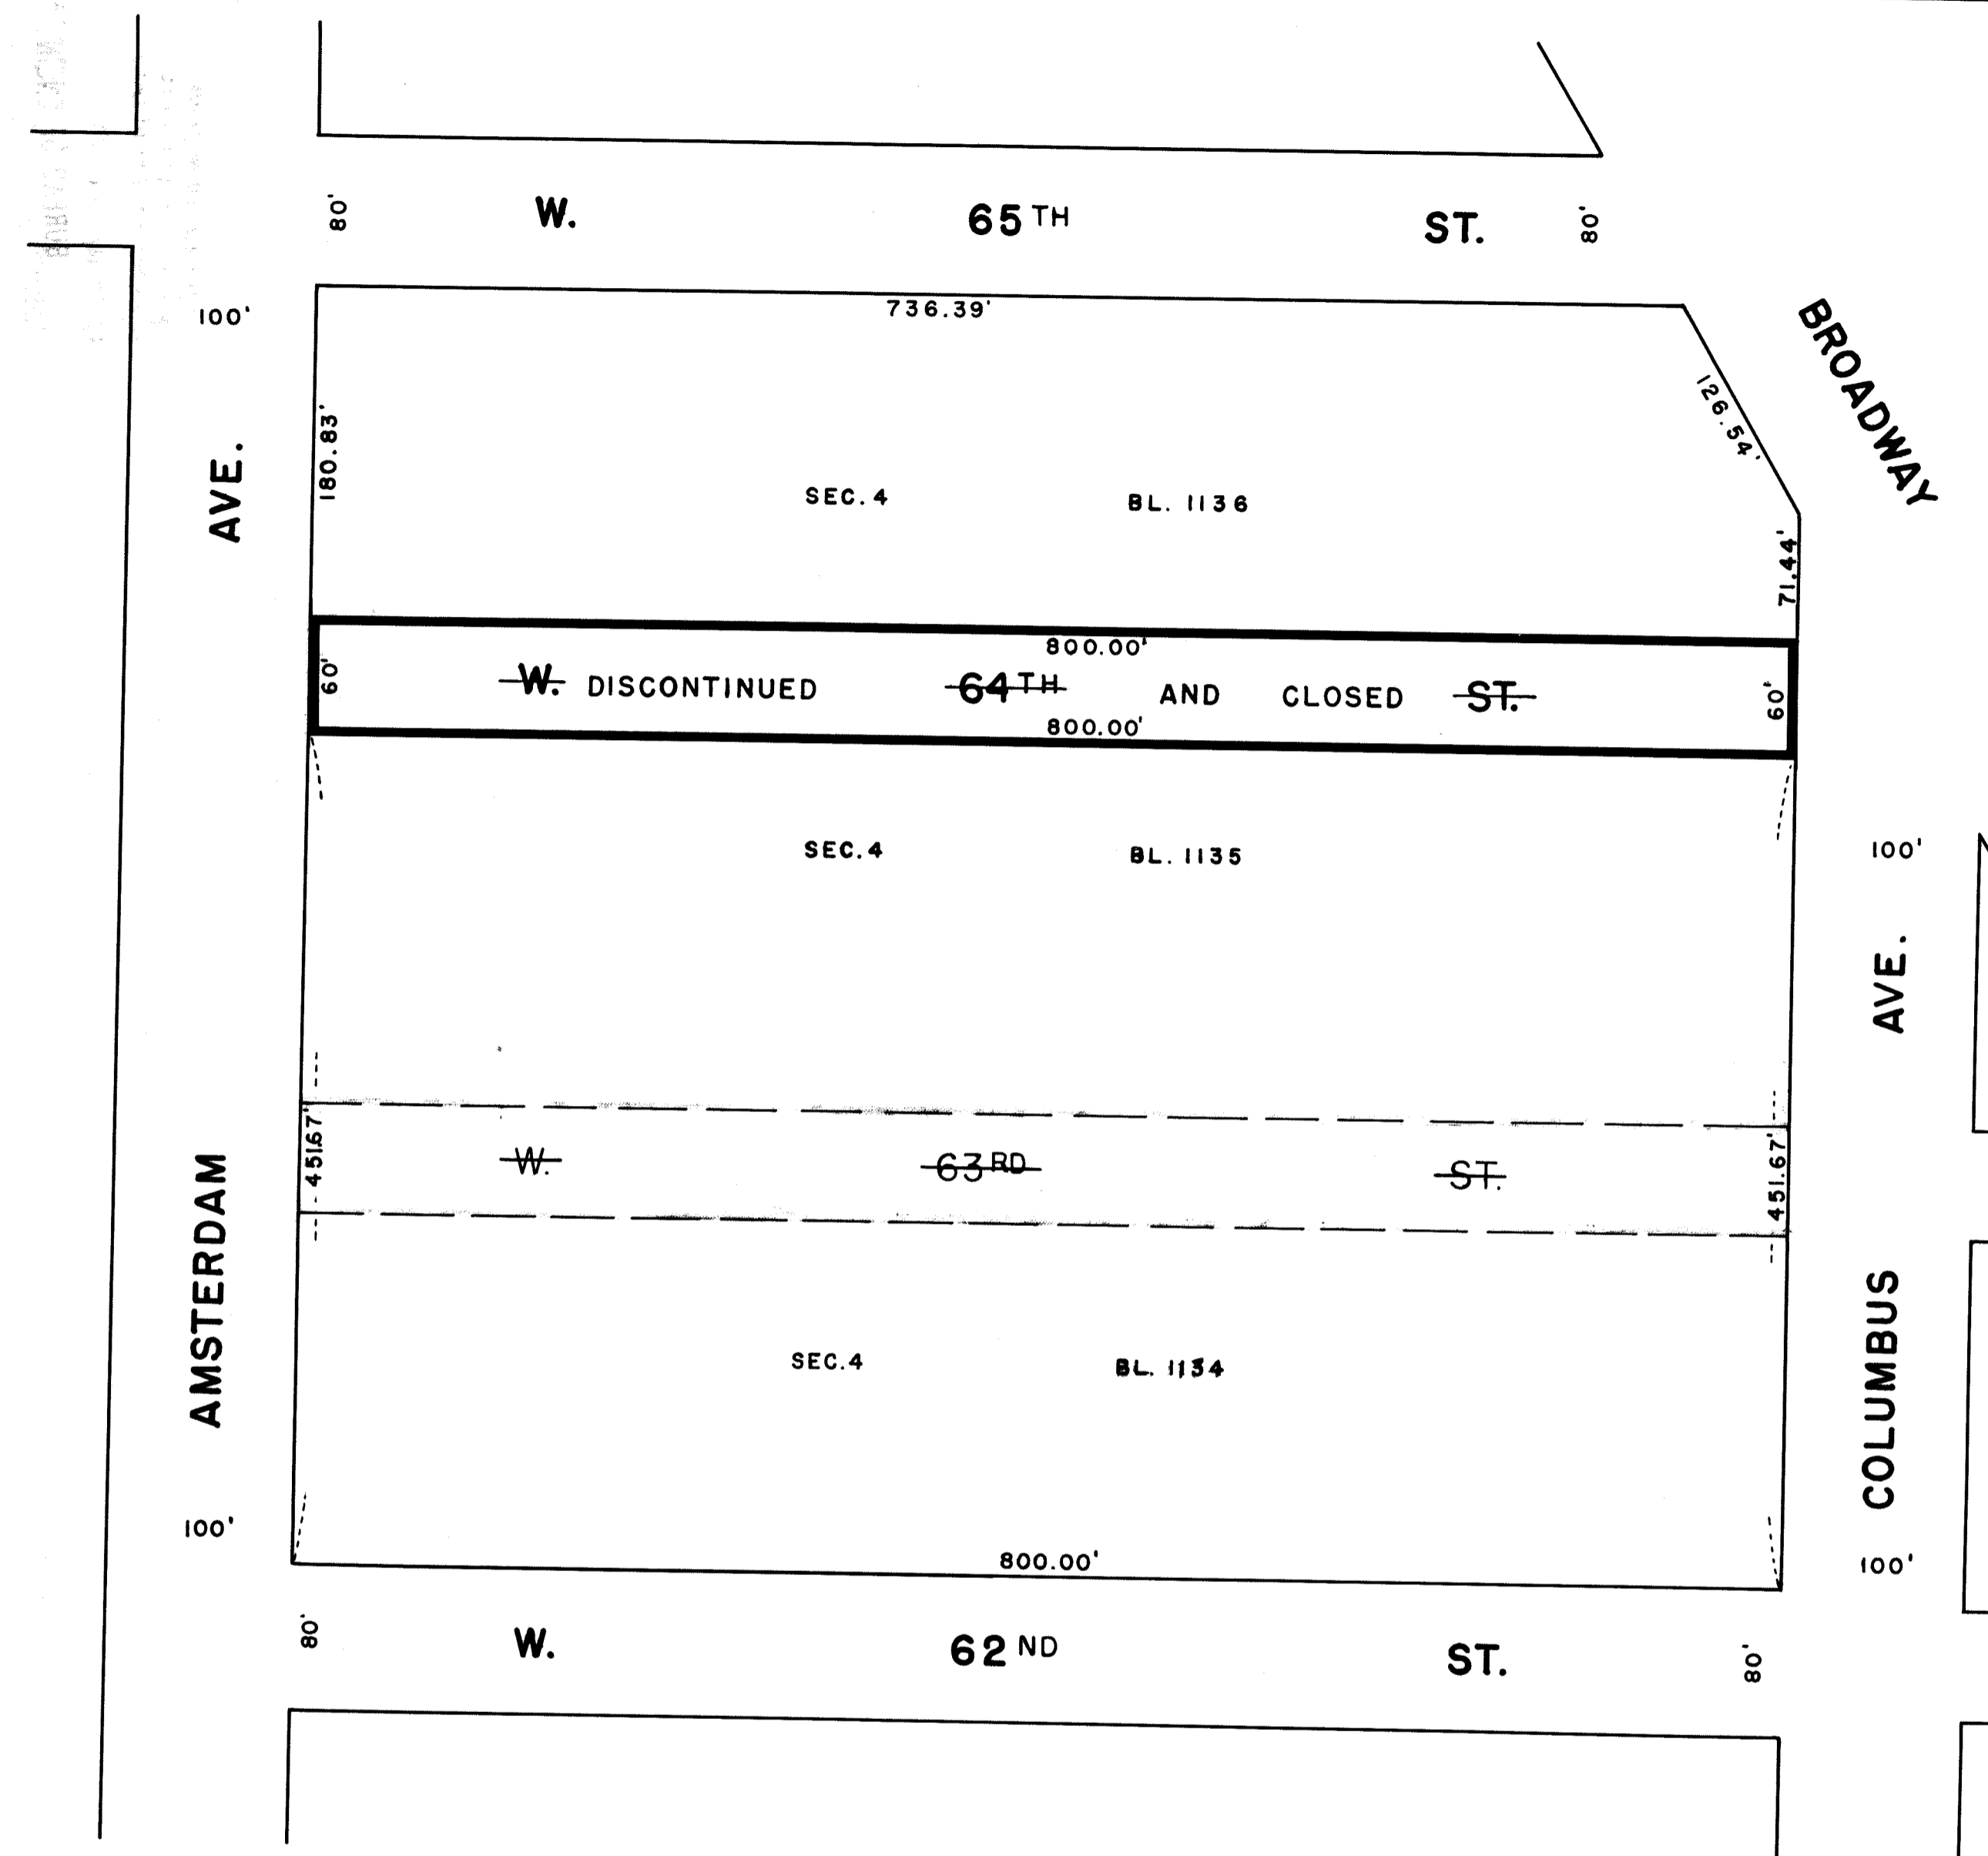 80' W. 65TH ST. 80'
100' 736.39' BROADWAY
AVE. 180.83' 126.54'
SEC. 4 BL. 1136
71.44'
800.00'
60' W. DISCONTINUED 64TH AND CLOSED ST. 60'
800.00'
SEC. 4 BL. 1135 100'
AVE.
451.67' W. 63RD ST. 451.67'
AMSTERDAM
SEC. 4 BL. 1134 COLUMBUS
100' 800.00' 100'
80' W. 62ND ST. 80'